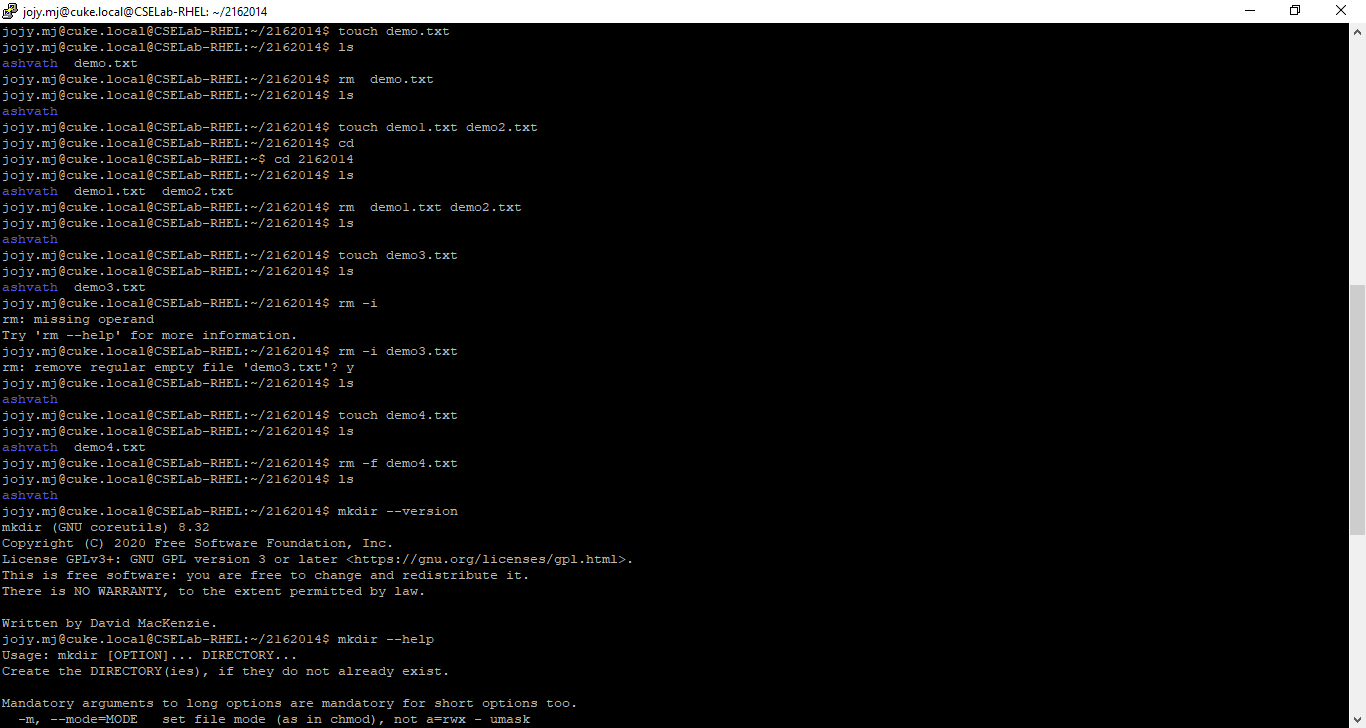 jojy.mj@cuke.local@CSELab-RHEL: ~/2162014
jojy.mj@cuke.local@CSELab-RHEL:~/2162014$ touch demo.txt
jojy.mj@cuke.local@CSELab-RHEL:~/2162014$ ls
ashvath  demo.txt
jojy.mj@cuke.local@CSELab-RHEL:~/2162014$ rm  demo.txt
jojy.mj@cuke.local@CSELab-RHEL:~/2162014$ ls
ashvath
jojy.mj@cuke.local@CSELab-RHEL:~/2162014$ touch demo1.txt demo2.txt
jojy.mj@cuke.local@CSELab-RHEL:~/2162014$ cd
jojy.mj@cuke.local@CSELab-RHEL:~$ cd 2162014
jojy.mj@cuke.local@CSELab-RHEL:~/2162014$ ls
ashvath  demo1.txt  demo2.txt
jojy.mj@cuke.local@CSELab-RHEL:~/2162014$ rm  demo1.txt demo2.txt
jojy.mj@cuke.local@CSELab-RHEL:~/2162014$ ls
ashvath
jojy.mj@cuke.local@CSELab-RHEL:~/2162014$ touch demo3.txt
jojy.mj@cuke.local@CSELab-RHEL:~/2162014$ ls
ashvath  demo3.txt
jojy.mj@cuke.local@CSELab-RHEL:~/2162014$ rm -i
rm: missing operand
Try 'rm --help' for more information.
jojy.mj@cuke.local@CSELab-RHEL:~/2162014$ rm -i demo3.txt
rm: remove regular empty file 'demo3.txt'? y
jojy.mj@cuke.local@CSELab-RHEL:~/2162014$ ls
ashvath
jojy.mj@cuke.local@CSELab-RHEL:~/2162014$ touch demo4.txt
jojy.mj@cuke.local@CSELab-RHEL:~/2162014$ ls
ashvath  demo4.txt
jojy.mj@cuke.local@CSELab-RHEL:~/2162014$ rm -f demo4.txt
jojy.mj@cuke.local@CSELab-RHEL:~/2162014$ ls
ashvath
jojy.mj@cuke.local@CSELab-RHEL:~/2162014$ mkdir --version
mkdir (GNU coreutils) 8.32
Copyright (C) 2020 Free Software Foundation, Inc.
License GPLv3+: GNU GPL version 3 or later <https://gnu.org/licenses/gpl.html>.
This is free software: you are free to change and redistribute it.
There is NO WARRANTY, to the extent permitted by law.
Written by David MacKenzie.
jojy.mj@cuke.local@CSELab-RHEL:~/2162014$ mkdir --help
Usage: mkdir [OPTION]... DIRECTORY...
Create the DIRECTORY(ies), if they do not already exist.
Mandatory arguments to long options are mandatory for short options too.
  -m, --mode=MODE   set file mode (as in chmod), not a=rwx - umask